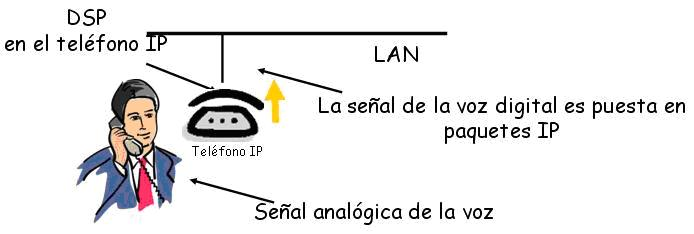 DSP
en el teléfono IP
LAN
La señal de la voz digital es puesta en
paquetes IP
Teléfono IP
Señal analógica de la voz